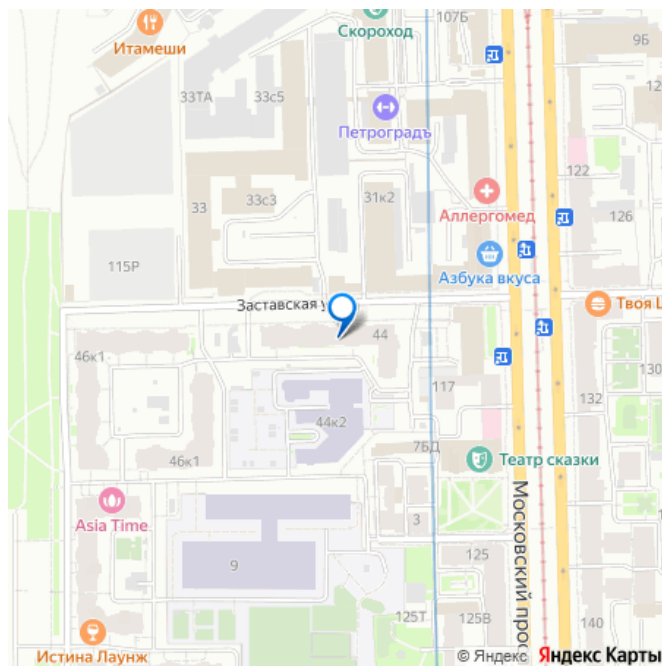 Итамеши
Скороход
107Б
9Б
33ТА
33с5
Петроградъ
122
33
33с3
31к2
Аллергомед
126
115Р
Азбука вкуса
Заставская у
Твоя Ц
46к1
44
117
130
132
44к2
7БД
46к1
Театр сказки
Asia Time
3
Московский прос
9
125
125Т
125В
140
Истина Лаунж
© Яндекс Яндекс Карты